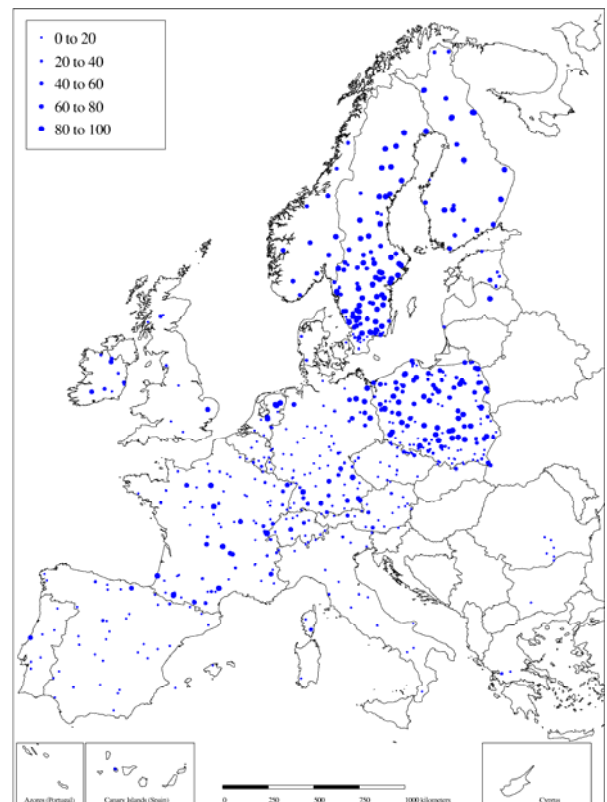 0 to 20
20 to 40
40 to 60
60 to 80
80 to 100
Azores (Portugal)
Canary Islands (Spain)
Cyprus
0 250 500 750 1000 kilometers